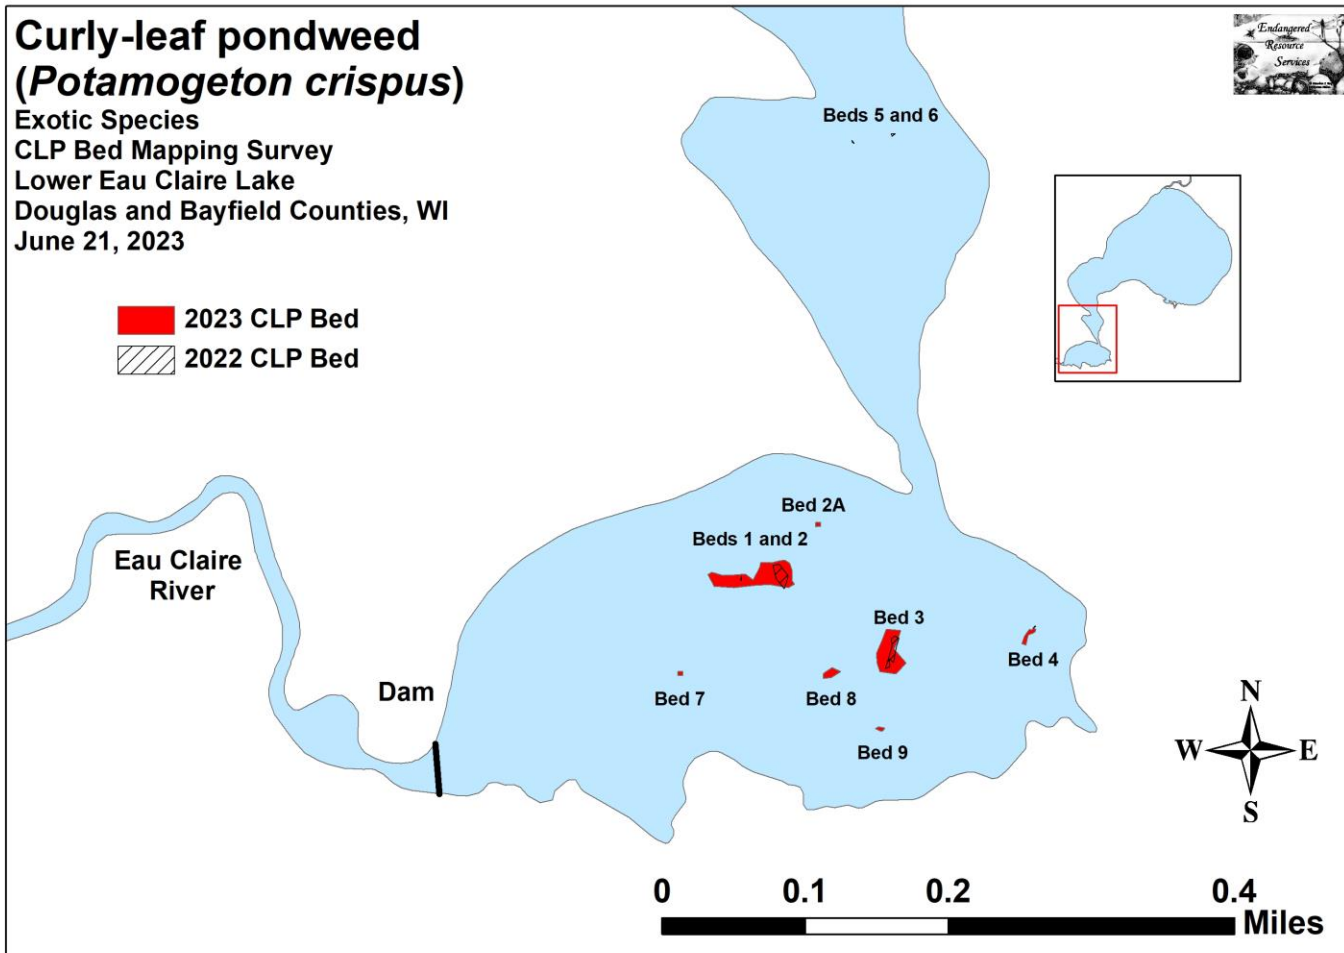 Curly-leaf pondweed
(Potamogeton crispus)
Exotic Species
CLP Bed Mapping Survey
Lower Eau Claire Lake
Douglas and Bayfield Counties, WI
June 21, 2023
Endangered
Resource
Services
2023 CLP Bed
2022 CLP Bed
Beds 5 and 6
Bed 2A
Beds 1 and 2
Eau Claire
River
Bed 3
Bed 4
Dam
Bed 7
Bed 8
Bed 9
N
W
E
S
0
0.1
0.2
0.4
Miles